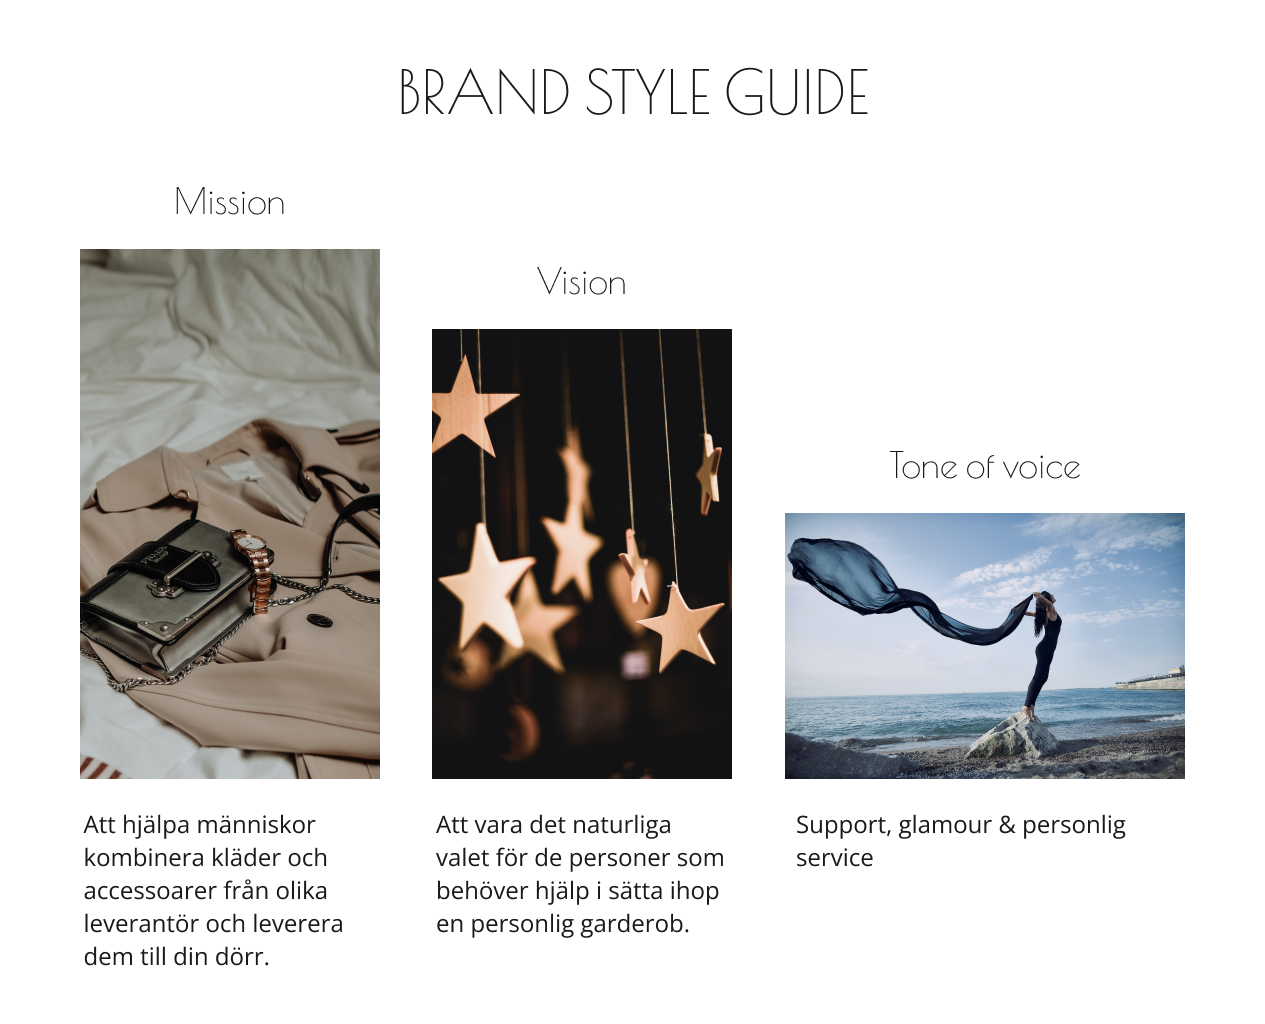 BRAND STYLE GUIDE
Mission
Att hjälpa människor
kombinera kläder och
accessoarer från olika
leverantör och leverera
dem till din dörr.
Vision
Att vara det naturliga
valet för de personer som
behöver hjälp i sätta ihop
en personlig garderob.
Tone of voice
Support, glamour & personlig
service